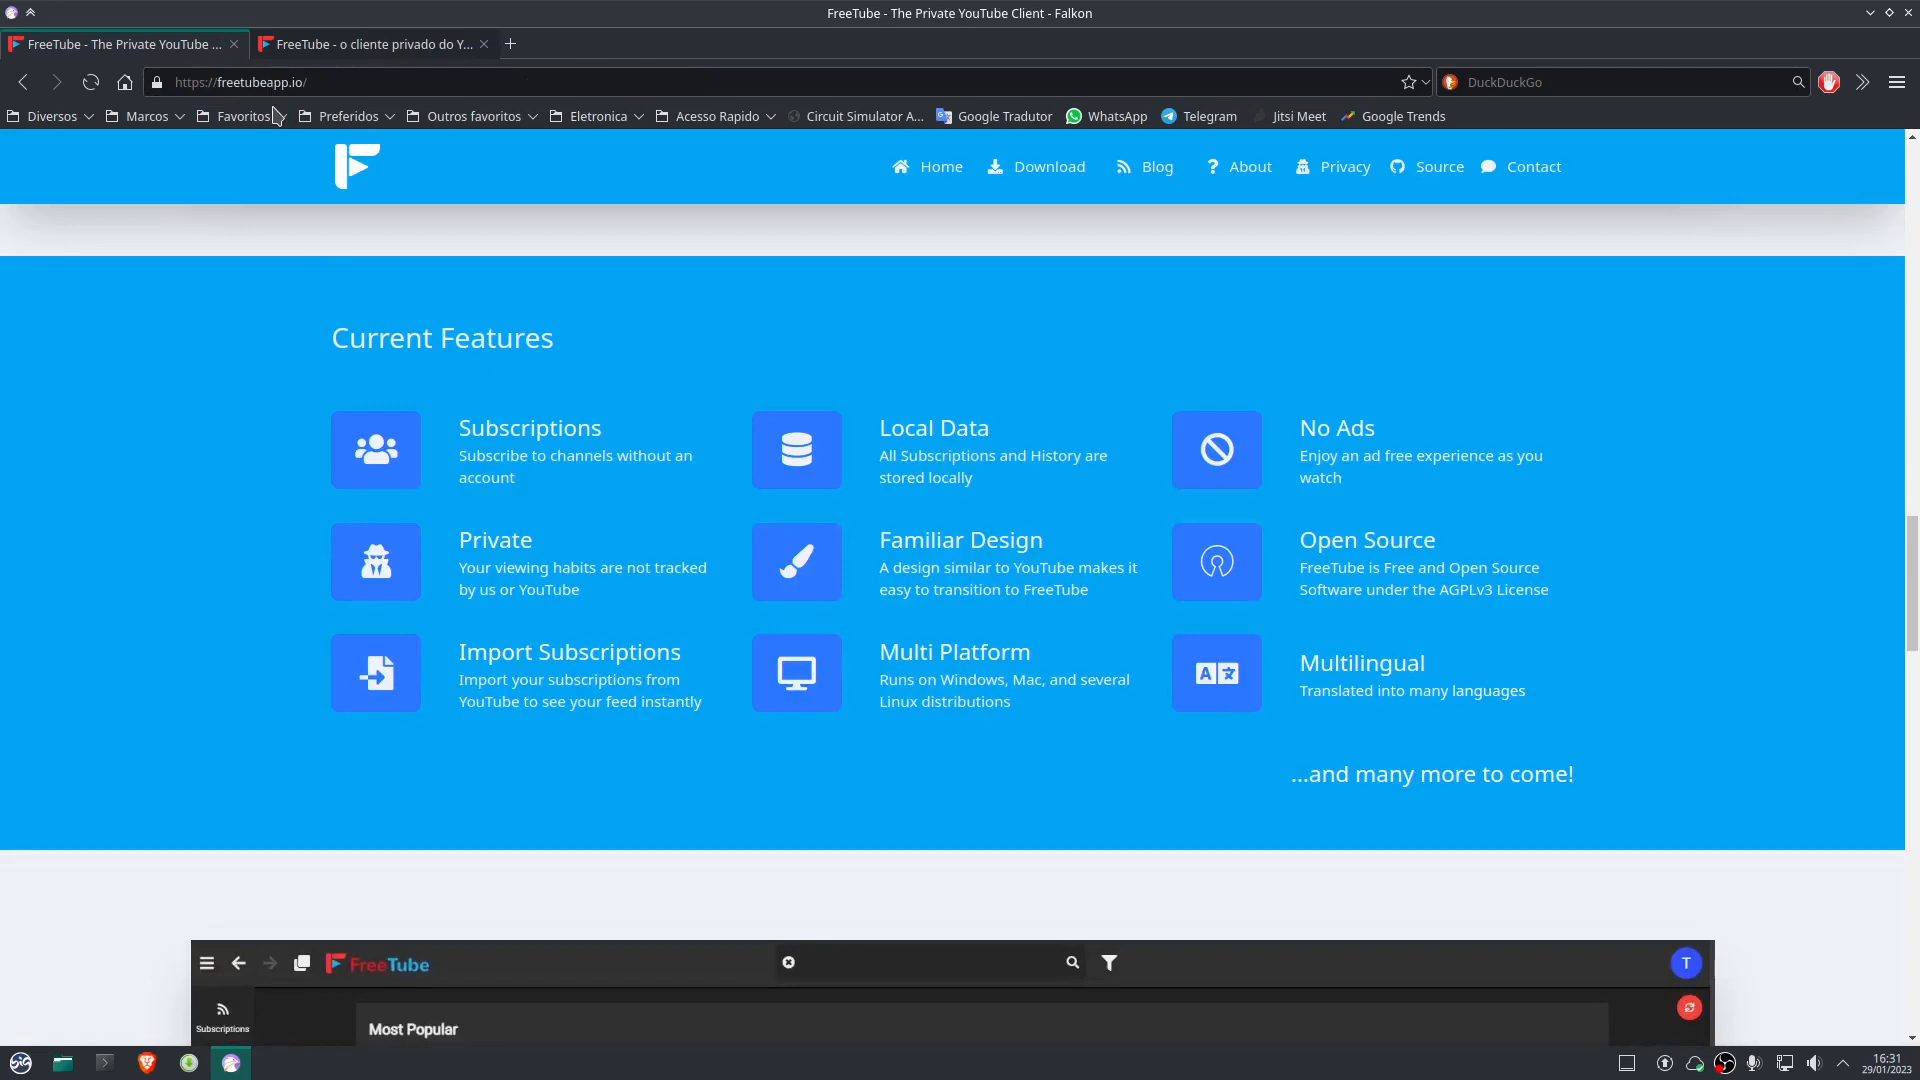 FreeTube - The Private YouTube Client - Falkon
FreeTube - The Private YouTube ...
FreeTube - o cliente privado do Y...
https://freetubeapp.io/
DuckDuckGo
Diversos
Marcos
Favoritos
Preferidos
Outros favoritos
Eletronica
Acesso Rapido
Circuit Simulator A...
Google Tradutor
WhatsApp
Telegram
Jitsi Meet
Google Trends
Home
Download
Blog
About
Privacy
Source
Contact
Current Features
Subscriptions
Subscribe to channels without an
account
Local Data
All Subscriptions and History are
stored locally
No Ads
Enjoy an ad free experience as you
watch
Private
Your viewing habits are not tracked
by us or YouTube
Familiar Design
A design similar to YouTube makes it
easy to transition to FreeTube
Open Source
FreeTube is Free and Open Source
Software under the AGPLv3 License
Import Subscriptions
Import your subscriptions from
YouTube to see your feed instantly
Multi Platform
Runs on Windows, Mac, and several
Linux distributions
Multilingual
Translated into many languages
...and many more to come!
FreeTube
T
Subscriptions
Most Popular
16:31
29/01/2023